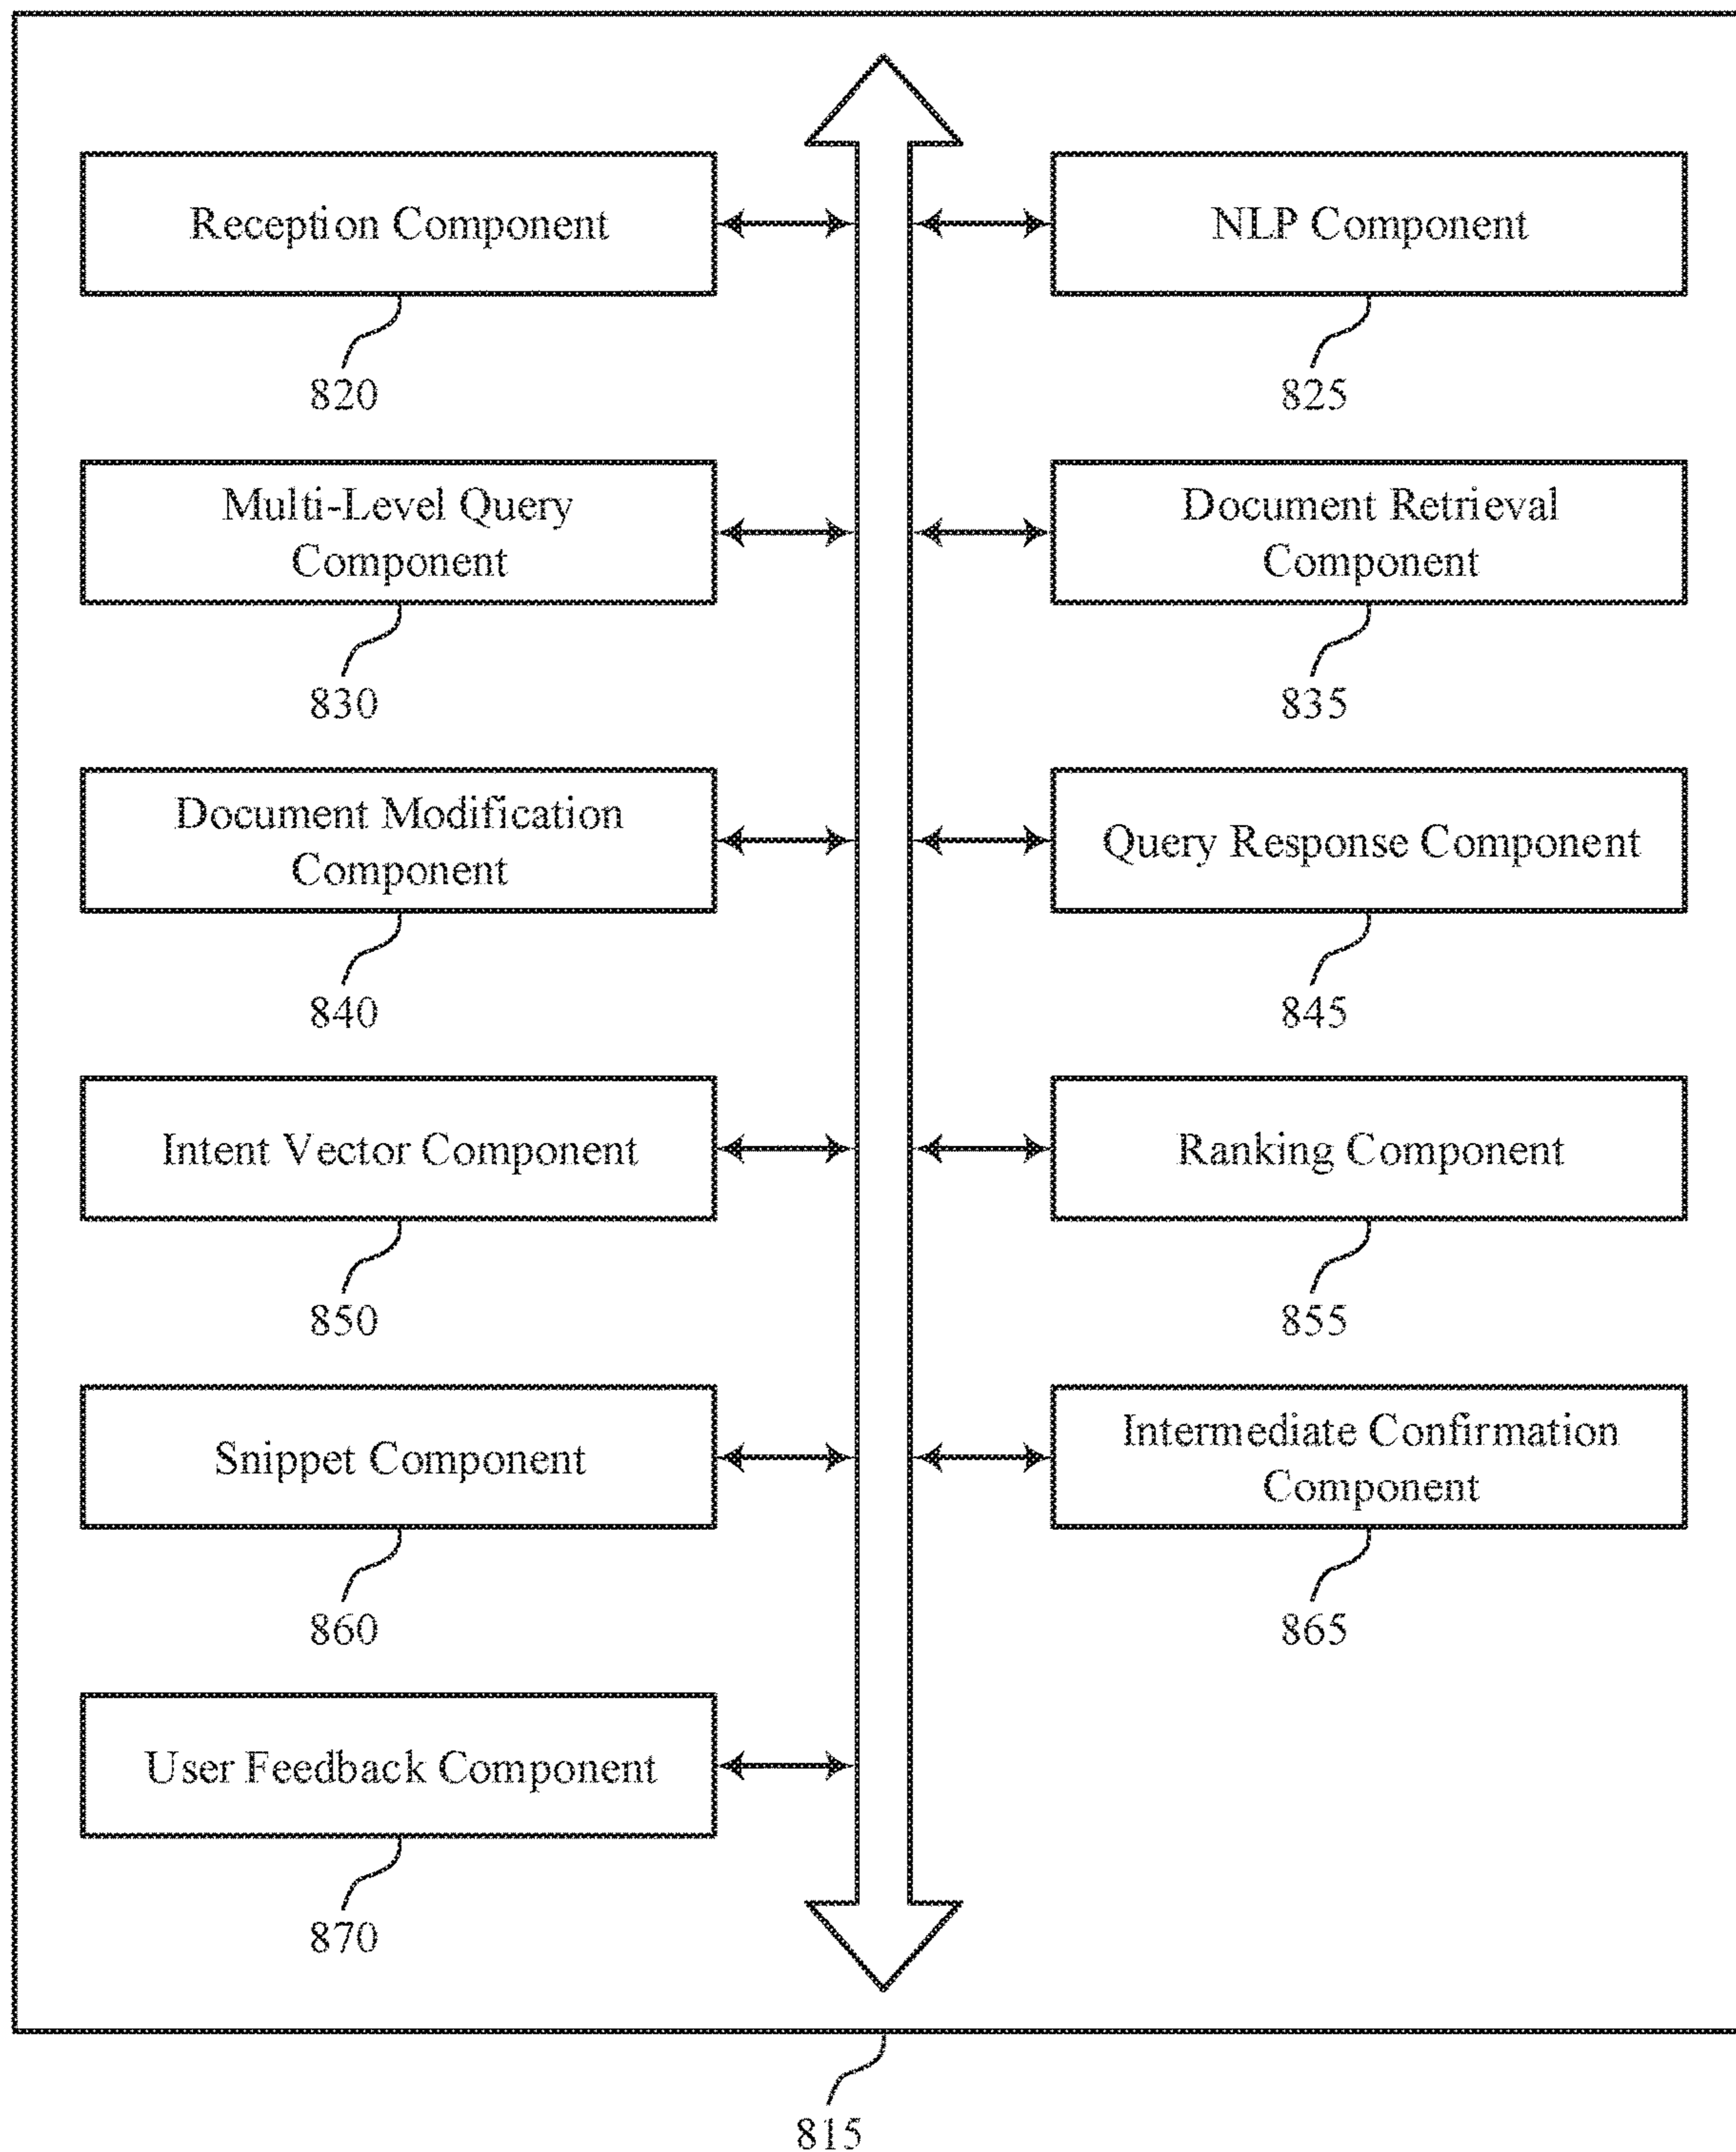 Reception Component
NLP Component
820
825
Multi-Level Query
Component
Document Retrieval
Component
830
835
Document Modification
Component
Query Response Component
840
845
Intent Vector Component
Ranking Component
850
855
Snippet Component
Intermediate Confirmation
Component
860
865
User Feedback Component
870
815